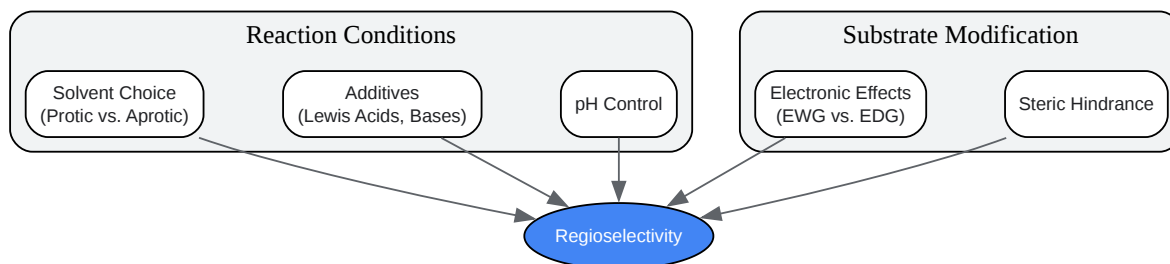 Reaction Conditions
Solvent Choice
(Protic vs. Aprotic)
Additives
(Lewis Acids, Bases)
pH Control
Substrate Modification
Electronic Effects
(EWG vs. EDG)
Steric Hindrance
Regioselectivity